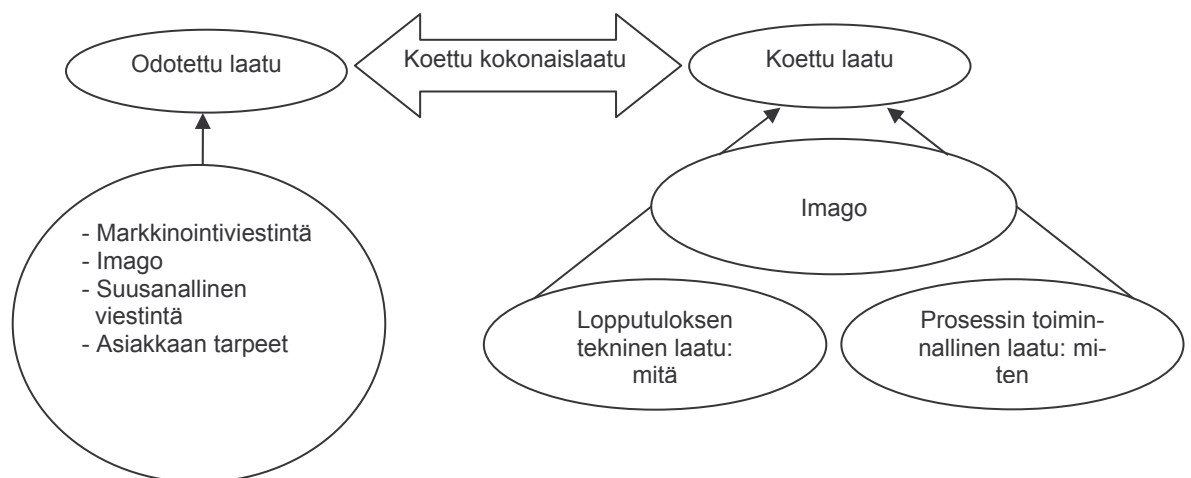 Odotettu laatu
Koettu kokonaislaatu
Koettu laatu
- Markkinointiviestintä
- Imago
- Suusanallinen
viestintä
- Asiakkaan tarpeet
Imago
Lopputuloksen
tekninen laatu:
mitä
Prosessin toimin-
nallinen laatu: mi-
ten